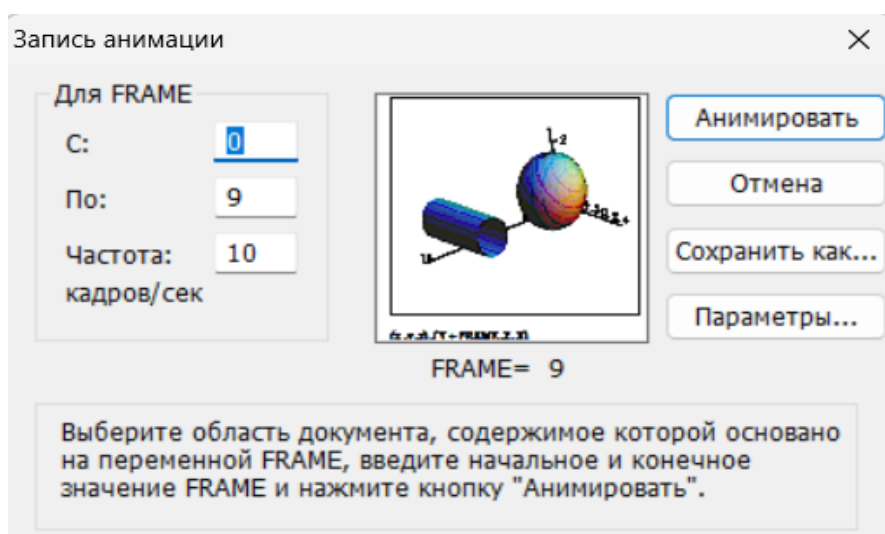 Запись анимации
Для FRAME
С: 0
По: 9
Частота: 10
кадров/сек
Анимировать
Отмена
Сохранить как...
Параметры...
FRAME= 9
Выберите область документа, содержимое которой основано
на переменной FRAME, введите начальное и конечное
значение FRAME и нажмите кнопку "Анимировать".